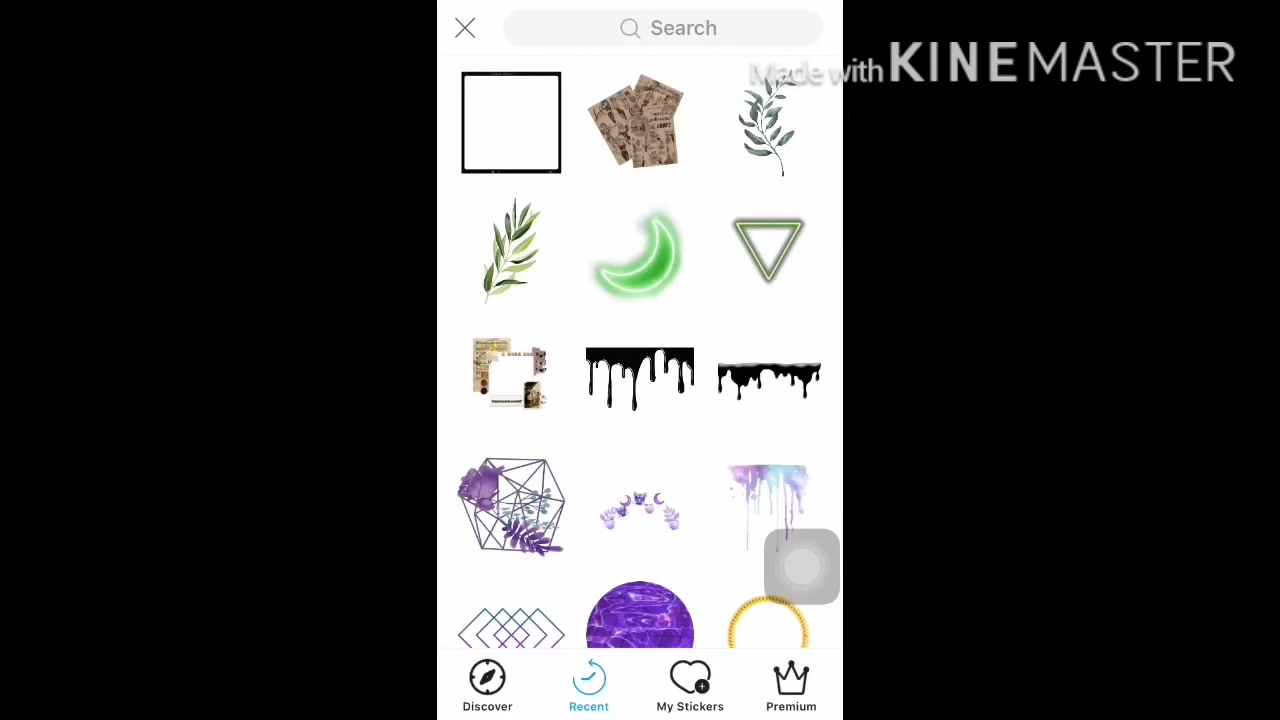 Search
Made with KINEMASTER
Discover
Recent
My Stickers
Premium